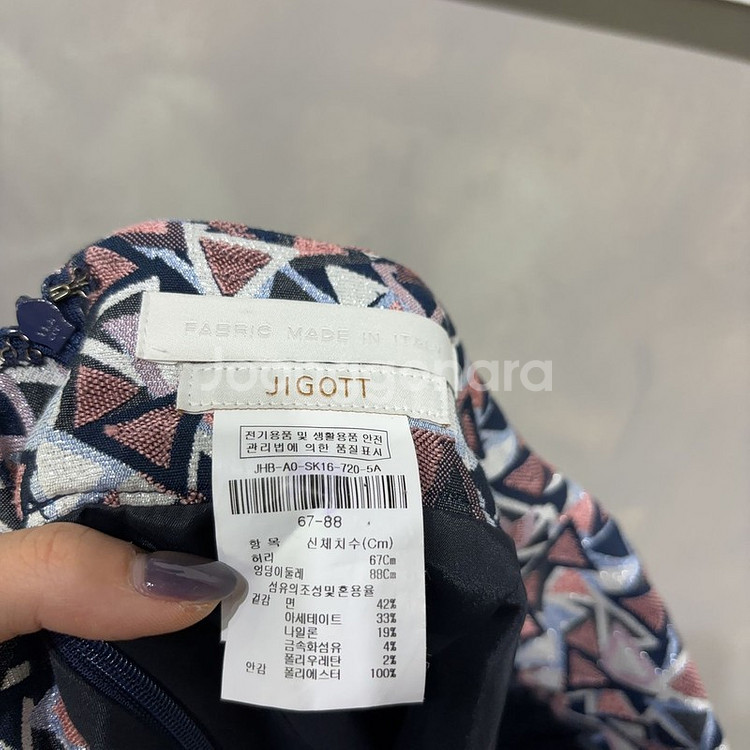 FABRIC MADE IN ITALY
JIGOTT
전기용품 및 생활용품 안전
관리법에 의한 품질표시
JHB-A0-SK16-720-5A
67-88
항 목 신체치수(Cm)
허리 67Cm
엉덩이둘레 88Cm
섬유의조성및혼용율
겉감 면 42%
아세테이트 33%
나일론 19%
금속화섬유 4%
폴리우레탄 2%
안감 폴리에스터 100%